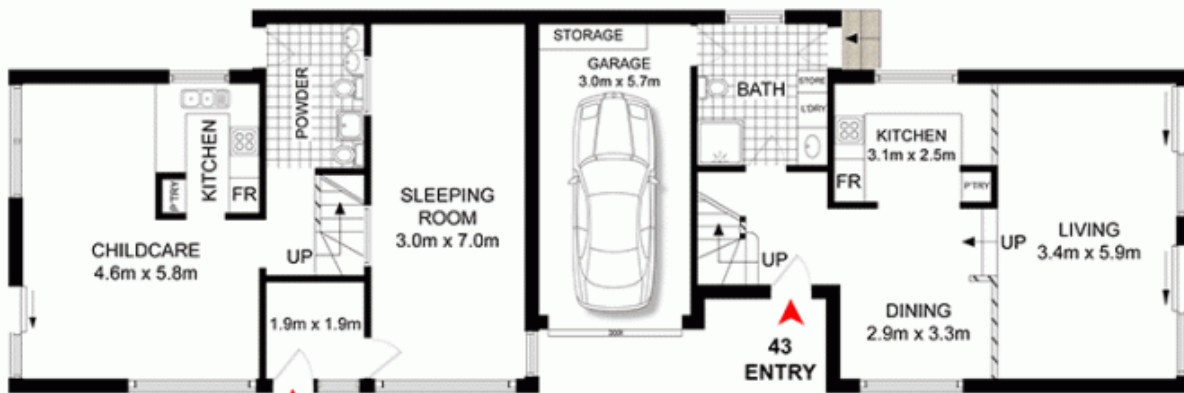 STORAGE
GARAGE
3.0m x 5.7m
POWDER
BATH
STORE
L'DRY
KITCHEN
FR
P'TRY
KITCHEN
3.1m x 2.5m
FR
P'TRY
SLEEPING
ROOM
3.0m x 7.0m
CHILDCARE
4.6m x 5.8m
UP
UP
UP
LIVING
3.4m x 5.9m
1.9m x 1.9m
DINING
2.9m x 3.3m
43
ENTRY